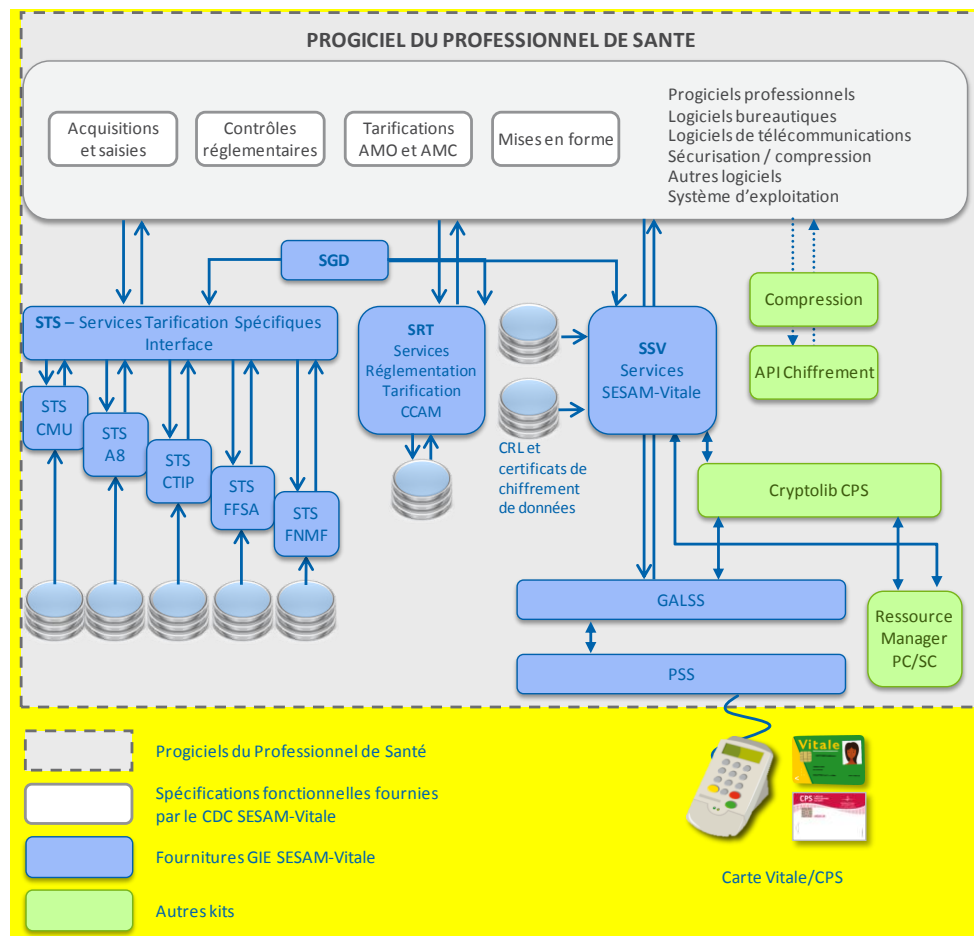 PROGICIEL DU PROFESSIONNEL DE SANTE
Acquisitions
et saisies
Contrôles
réglementaires
Tarifications
AMO et AMC
Mises en forme
Progiciels professionnels
Logiciels bureautiques
Logiciels de télécommunications
Sécurisation / compression
Autres logiciels
Système d'exploitation
SGD
STS – Services Tarification Spécifiques
Interface
SRT
Services
Réglementation
Tarification
CCAM
SSV
Services
SESAM-Vitale
Compression
API Chiffrement
STS
CMU
STS
A8
STS
CTIP
STS
FFSA
STS
FNMF
CRL et
certificats de
chiffrement
de données
Cryptolib CPS
GALSS
Ressource
Manager
PC/SC
PSS
Progiciels du Professionnel de Santé
Spécifications fonctionnelles fournies
par le CDC SESAM-Vitale
Fournitures GIE SESAM-Vitale
Autres kits
Vitale
CPS
Carte Vitale/CPS